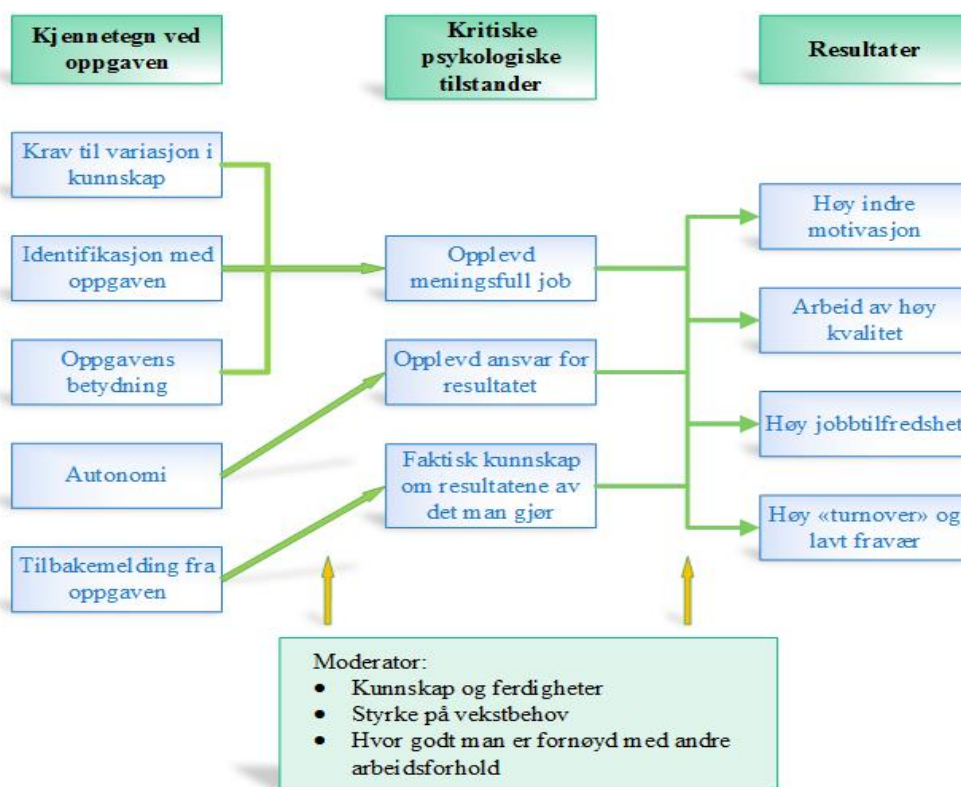 Kjennetegn ved
oppgaven
Kritiske
psykologiske
tilstander
Resultater
Krav til variasjon i
kunnskap
Identifikasjon med
oppgaven
Oppgavens
betydning
Autonomi
Tilbakemelding fra
oppgaven
Opplevd
meningsfull job
Opplevd ansvar for
resultatet
Faktisk kunnskap
om resultatene av
det man gjør
Høy indre
motivasjon
Arbeid av høy
kvalitet
Høy jobbtilfredshet
Høy «turnover» og
lavt fravær
Moderator:
• Kunnskap og ferdigheter
• Styrke på vekstbehov
• Hvor godt man er fornøyd med andre
arbeidsforhold